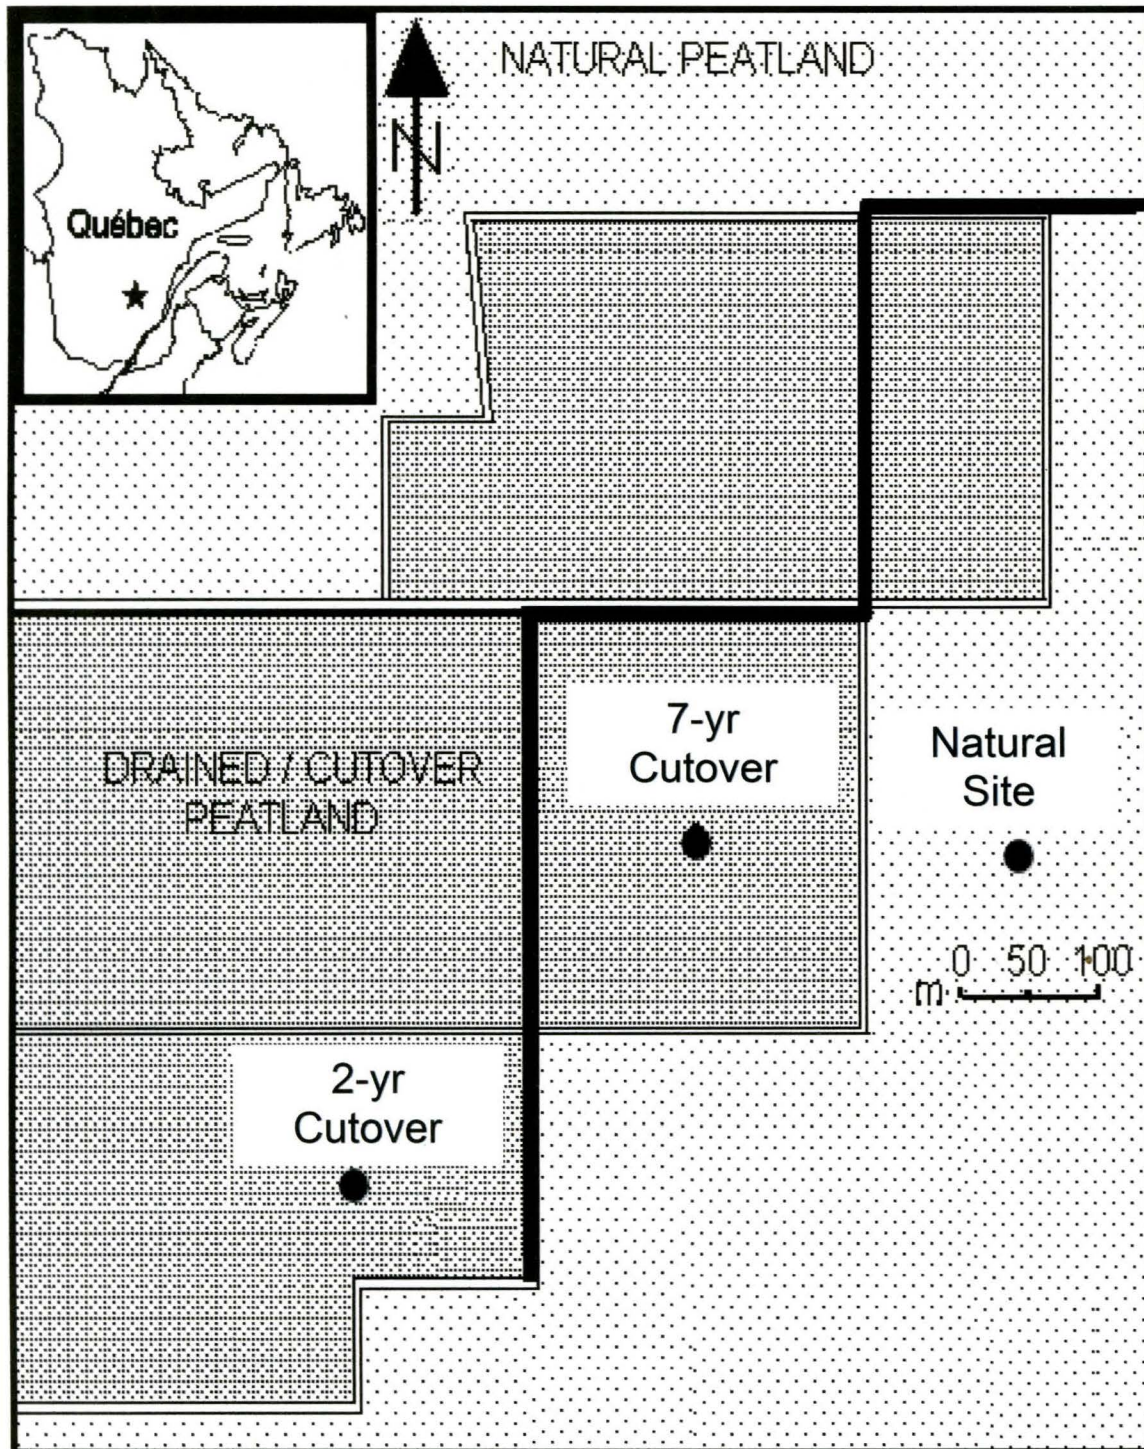 NATURAL PEATLAND
N
Québec
7-yr
Cutover
Natural
Site
DRAINED / CUTOVER
PEATLAND
0 50 100
m
2-yr
Cutover